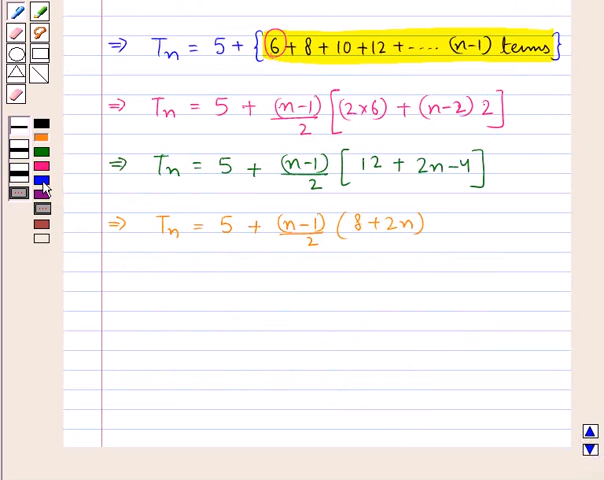 ⇒ Tn = 5 + {6 + 8 + 10 + 12 + ---- (n-1) terms}
⇒ Tn = 5 + (n-1)/2 [(2×6) + (n-2) 2]
⇒ Tn = 5 + (n-1)/2 [12 + 2n-4]
⇒ Tn = 5 + (n-1)/2 (8 + 2n)